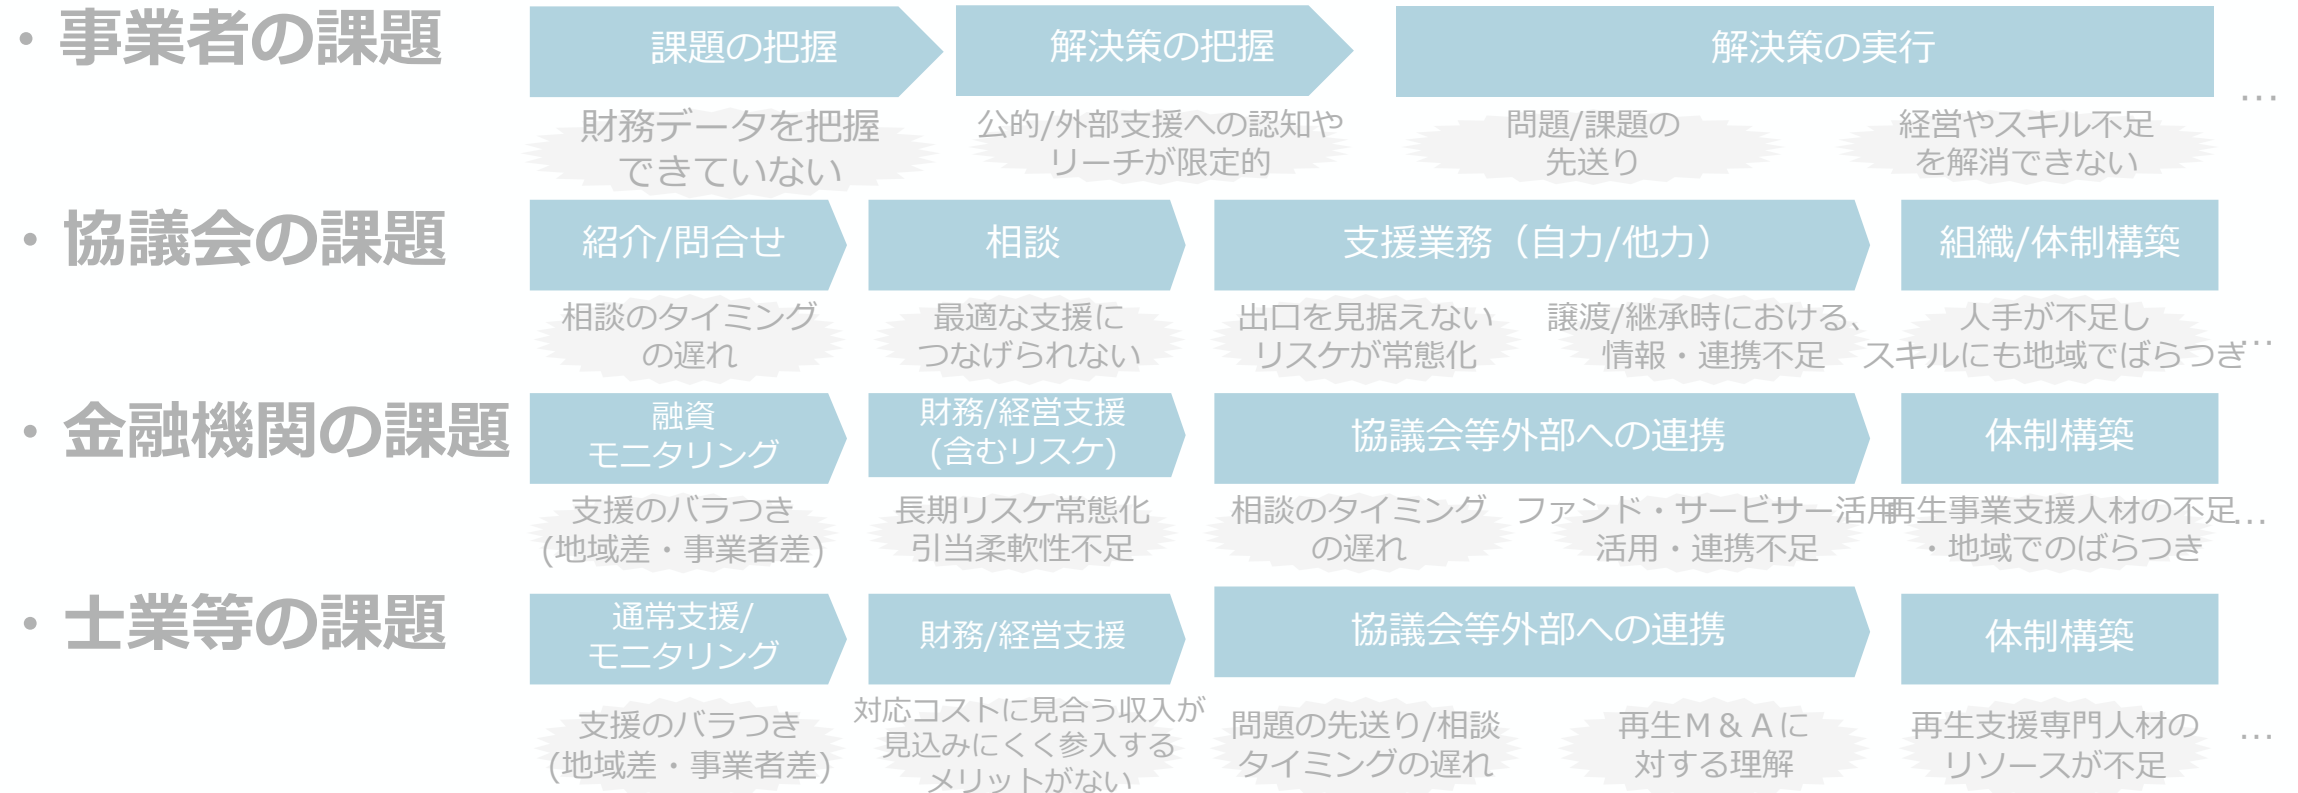 ・事業者の課題
課題の把握
解決策の把握
解決策の実行
財務データを把握
できていない
公的/外部支援への認知や
リーチが限定的
問題/課題の
先送り
経営やスキル不足
を解消できない
…
・協議会の課題
紹介/問合せ
相談
支援業務（自力/他力）
組織/体制構築
相談のタイミング
の遅れ
最適な支援に
つなげられない
出口を見据えない
リスケが常態化
譲渡/継承時における、
情報・連携不足
人手が不足し
スキルにも地域でばらつき
…
・金融機関の課題
融資
モニタリング
財務/経営支援
(含むリスケ)
協議会等外部への連携
体制構築
支援のバラつき
(地域差・事業者差)
長期リスケ常態化
引当柔軟性不足
相談のタイミング
の遅れ
ファンド・サービサー活用
活用・連携不足
再生事業支援人材の不足
・地域でのばらつき
…
・士業等の課題
通常支援/
モニタリング
財務/経営支援
協議会等外部への連携
体制構築
支援のバラつき
(地域差・事業者差)
対応コストに見合う収入が
見込みにくく参入する
メリットがない
問題の先送り/相談
タイミングの遅れ
再生Ｍ＆Ａに
対する理解
再生支援専門人材の
リソースが不足
…